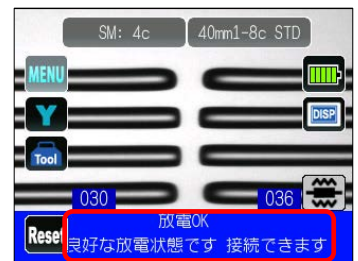 SM: 4c
40mm1-8c STD
MENU
Y
DISP
Tool
030
036
Reset
放電OK
良好な放電状態です 接続できます